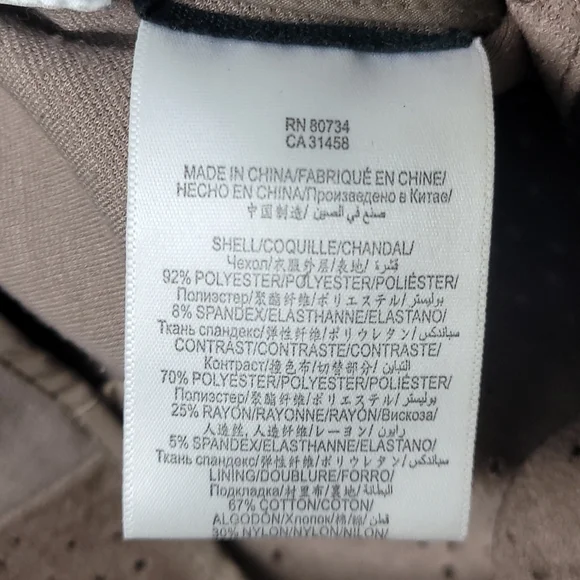 RN 80734
CA 31458
MADE IN CHINA/FABRIQUÉ EN CHINE/
HECHO EN CHINA/Произведено в Китае/
中国制造/ صنع في الصين/
SHELL/COQUILLE/CHANDAL/
Чехол/衣服外层/表地/ قشرة/
92% POLYESTER/POLYESTER/POLIÉSTER/
Полиэстер/聚酯纤维/ポリエステル/ بوليستر/
8% SPANDEX/ELASTHANNE/ELASTANO/
Ткань спандекс/弹性纤维/ポリウレタン/ سباندكس/
CONTRAST/CONTRASTE/CONTRASTE/
Контраст/撞色布/切替部分/ التباين/
70% POLYESTER/POLYESTER/POLIÉSTER/
Полиэстер/聚酯纤维/ポリエステル/ بوليستر/
25% RAYON/RAYONNE/RAYÓN/Вискоза/
人造丝, 人造纤维/レーヨン/ رايون/
5% SPANDEX/ELASTHANNE/ELASTANO/
Ткань спандекс/弹性纤维/ポリウレタン/ سباندكس/
LINING/DOUBLURE/FORRO/
Подкладка/封里布/裏地/ البطانة/
67% COTTON/COTON/
ALGODÓN/Хлопок/棉/綿/ قطن/
30% NYLON/NYLON/NILON/